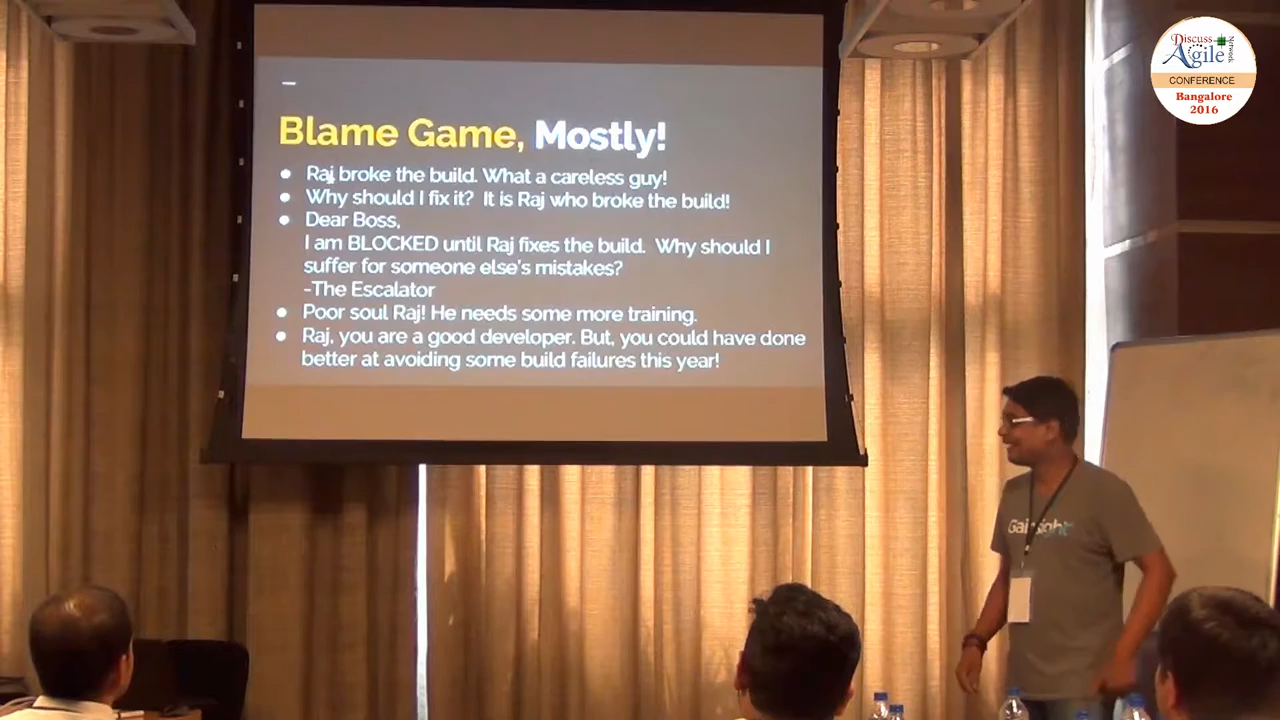 Blame Game, Mostly!
● Raj broke the build. What a careless guy!
● Why should I fix it? It is Raj who broke the build!
● Dear Boss,
I am BLOCKED until Raj fixes the build. Why should I
suffer for someone else's mistakes?
-The Escalator
● Poor soul Raj! He needs some more training.
● Raj, you are a good developer. But, you could have done
better at avoiding some build failures this year!
Discuss
Agile
Network
CONFERENCE
Bangalore
2016
Gainsight